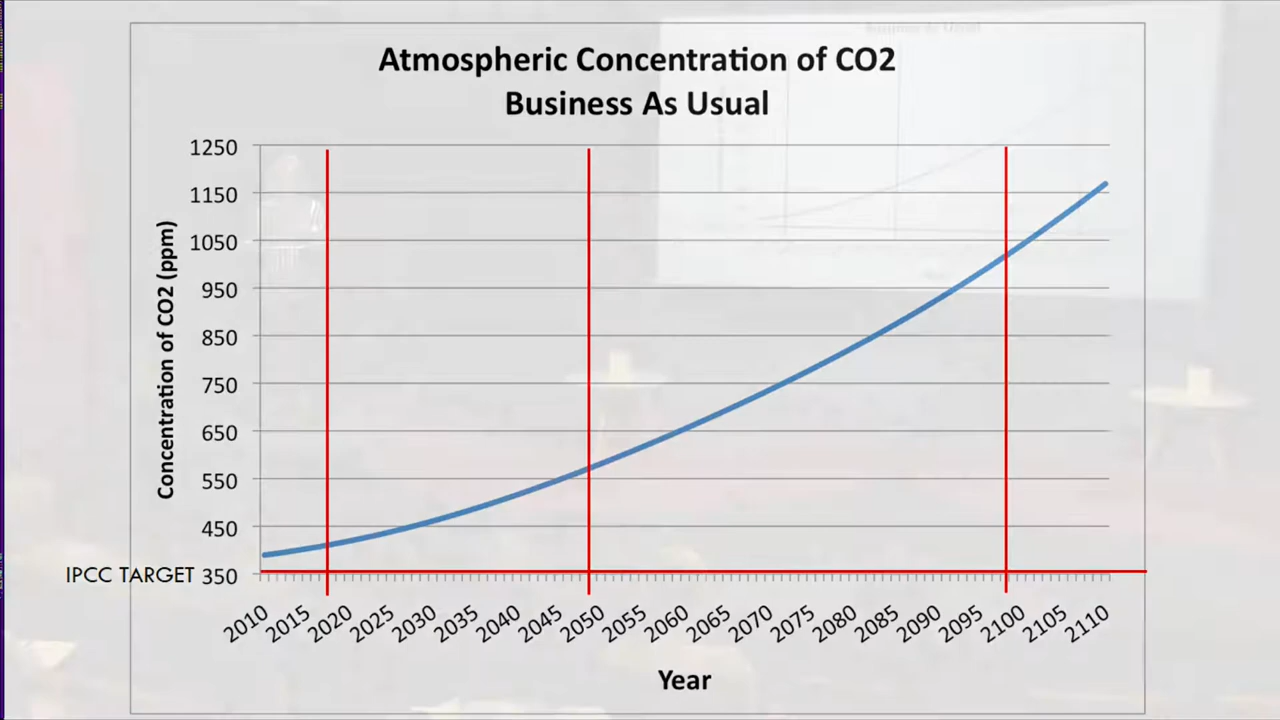 Atmospheric Concentration of CO2
Business As Usual
1250
1150
1050
950
850
750
650
550
450
350
Concentration of CO2 (ppm)
IPCC TARGET
2010 2015 2020 2025 2030 2035 2040 2045 2050 2055 2060 2065 2070 2075 2080 2085 2090 2095 2100 2105 2110
Year